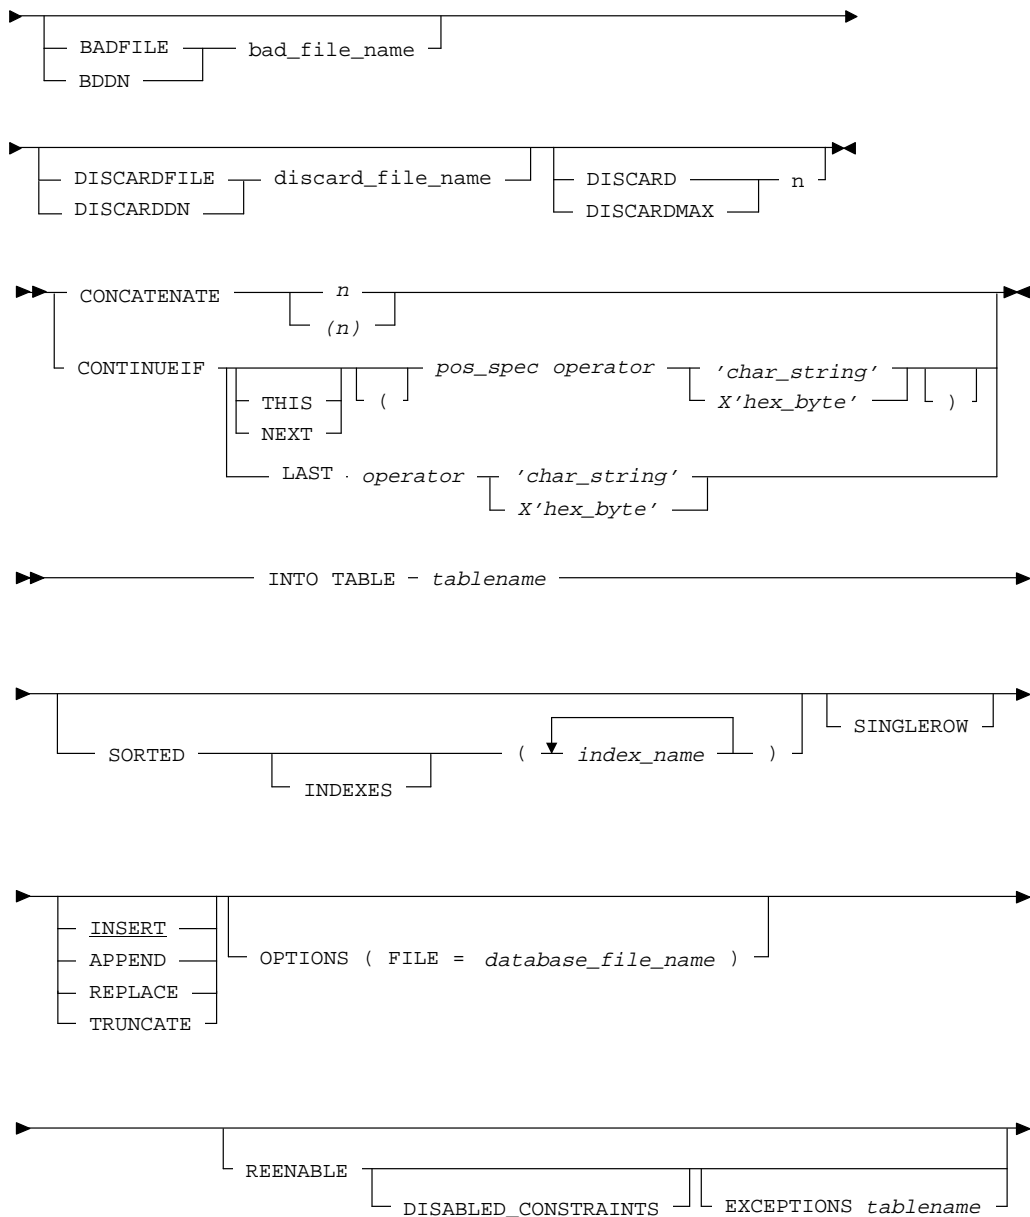 BADFILE bad_file_name
BDDN
DISCARDFILE discard_file_name DISCARD n
DISCARDDN DISCARDMAX
CONCATENATE n
(n)
CONTINUEIF pos_spec operator 'char_string'
THIS ( X'hex_byte' )
NEXT
LAST operator 'char_string'
X'hex_byte'
INTO TABLE tablename
SINGLEROW
SORTED ( index_name )
INDEXES
INSERT
APPEND OPTIONS ( FILE = database_file_name )
REPLACE
TRUNCATE
REENABLE
DISABLED_CONSTRAINTS EXCEPTIONS tablename